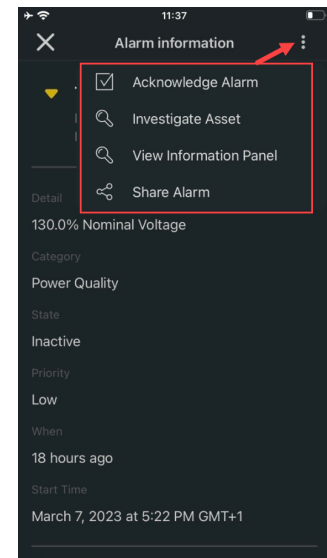 11:37
Alarm information
Acknowledge Alarm
Investigate Asset
View Information Panel
Share Alarm
Detail
130.0% Nominal Voltage
Category
Power Quality
State
Inactive
Priority
Low
When
18 hours ago
Start Time
March 7, 2023 at 5:22 PM GMT+1